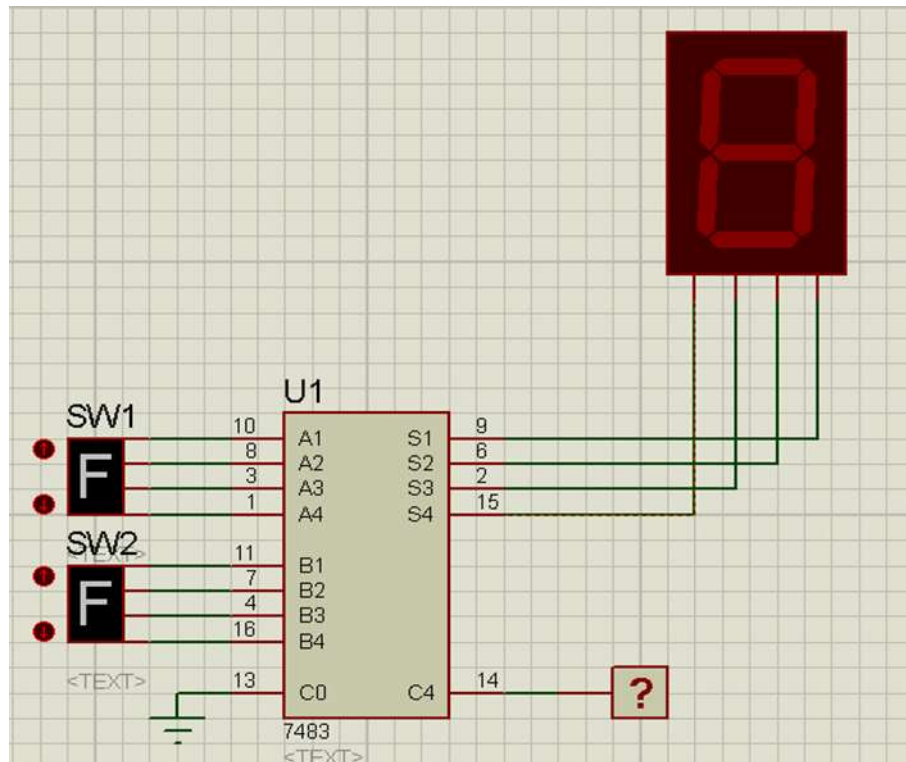 U1
SW1
F
<TEXT>
SW2
F
<TEXT>
10
8
3
1
11
7
4
16
13
A1
A2
A3
A4
B1
B2
B3
B4
C0
S1
S2
S3
S4
C4
9
6
2
15
14
?
7483
<TEXT>